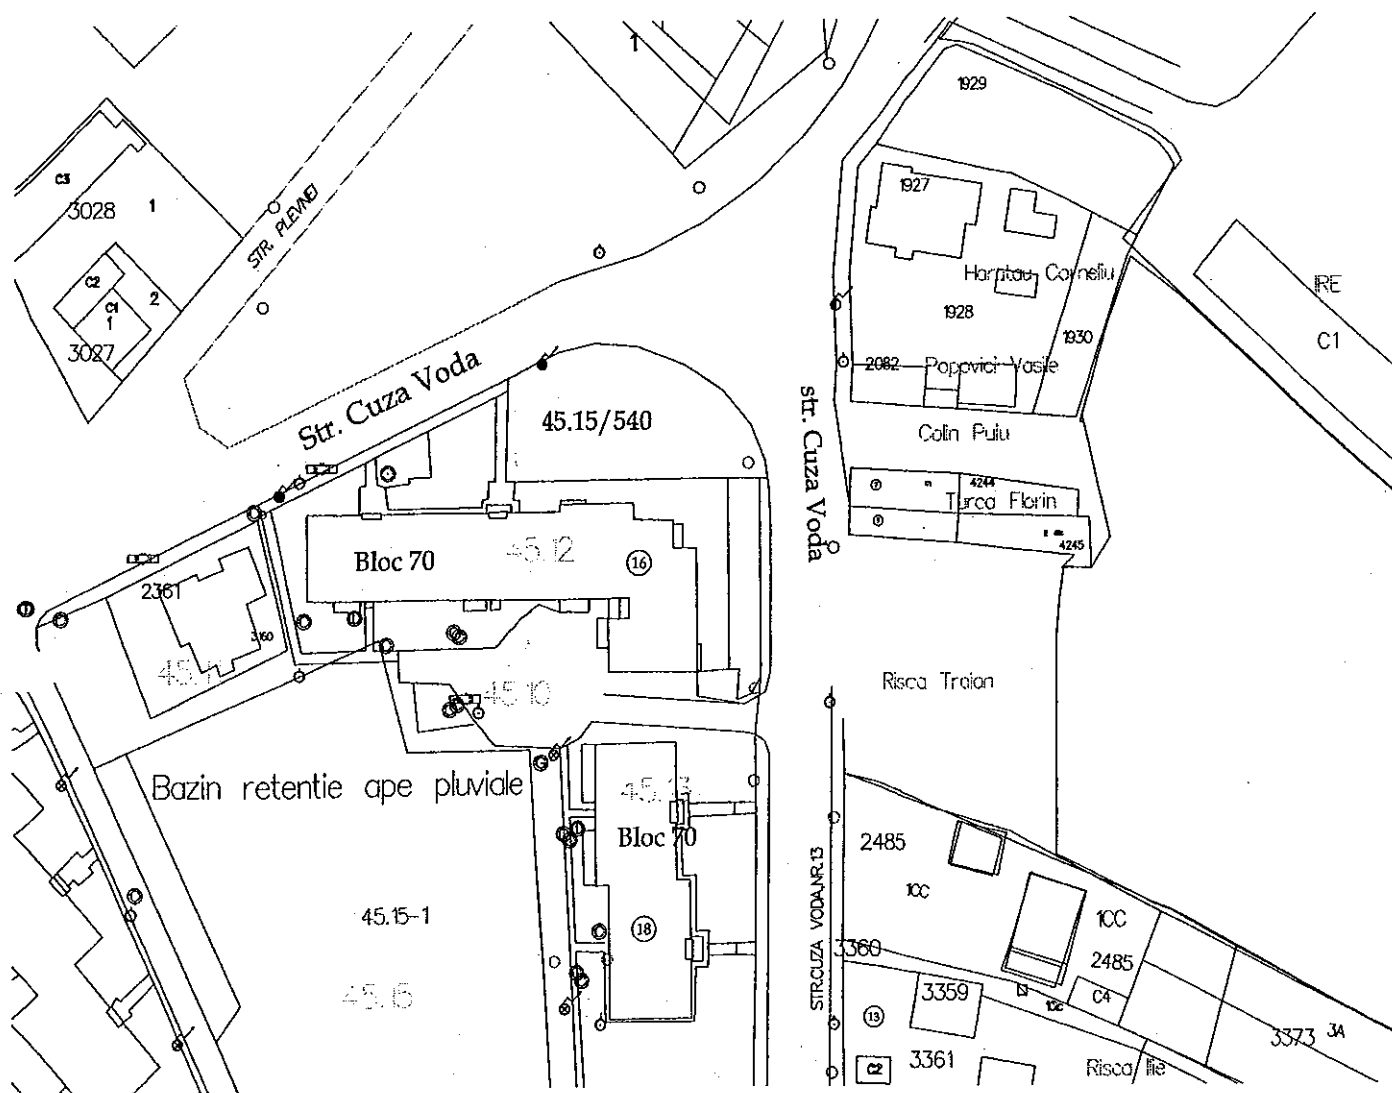 1
1929
C3
3028
1
STR. PLEVNEI
1927
C2
2
C1
1
3027
Corneliu
IRE
C1
1928
1930
2082
Popovici Vasile
Str. Cuza Voda
45.15/540
str. Cuza Voda
Colin Puiu
4244
Turca Florin
4245
Bloc 70
45.12
16
2361
3160
45.10
Risca Traian
Bazin retentie ape pluviale
45.13
Bloc 70
2485
1CC
45.15-1
18
STR.CUZA VODA,NR.13
1CC
2485
3360
3359
C4
45.15
13
3373
3A
3361
C2
Risca Ilie